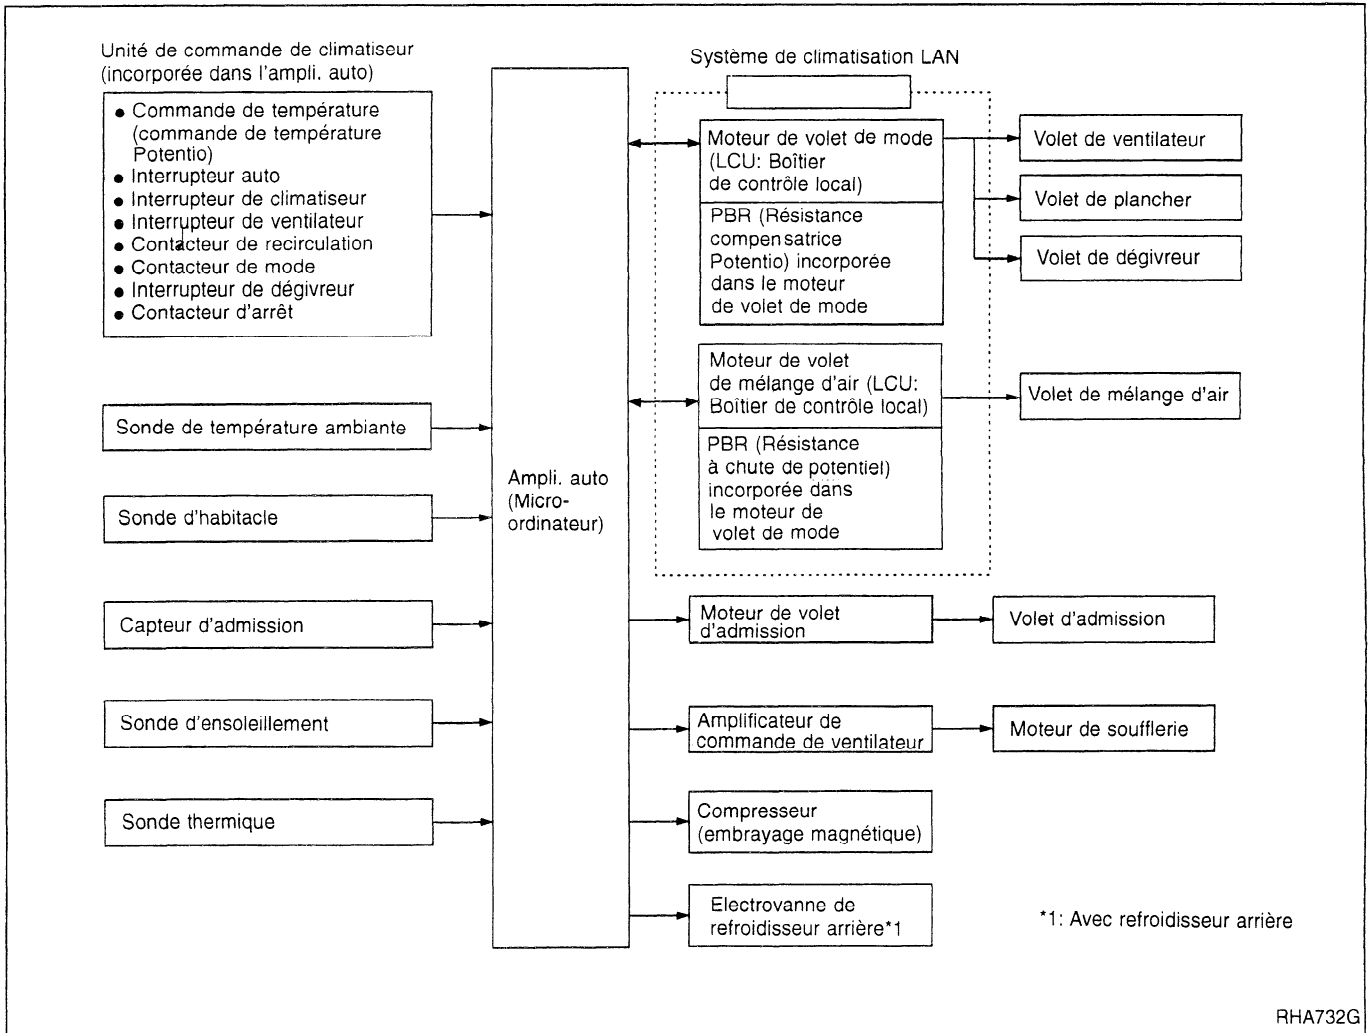 Unité de commande de climatiseur
(incorporée dans l'ampli. auto)
● Commande de température
(commande de température
Potentio)
● Interrupteur auto
● Interrupteur de climatiseur
● Interrupteur de ventilateur
● Contacteur de recirculation
● Contacteur de mode
● Interrupteur de dégivreur
● Contacteur d'arrêt
Sonde de température ambiante
Sonde d'habitacle
Capteur d'admission
Sonde d'ensoleillement
Sonde thermique
Ampli. auto
(Micro-
ordinateur)
Système de climatisation LAN
Moteur de volet de mode
(LCU: Boîtier
de contrôle local)
PBR (Résistance
compensatrice
Potentio) incorporée
dans le moteur
de volet de mode
Moteur de volet
de mélange d'air (LCU:
Boîtier de contrôle local)
PBR (Résistance
à chute de potentiel)
incorporée dans
le moteur de
volet de mode
Moteur de volet
d'admission
Amplificateur de
commande de ventilateur
Compresseur
(embrayage magnétique)
Electrovanne de
refroidisseur arrière*1
Volet de ventilateur
Volet de plancher
Volet de dégivreur
Volet de mélange d'air
Volet d'admission
Moteur de soufflerie
*1: Avec refroidisseur arrière
RHA732G